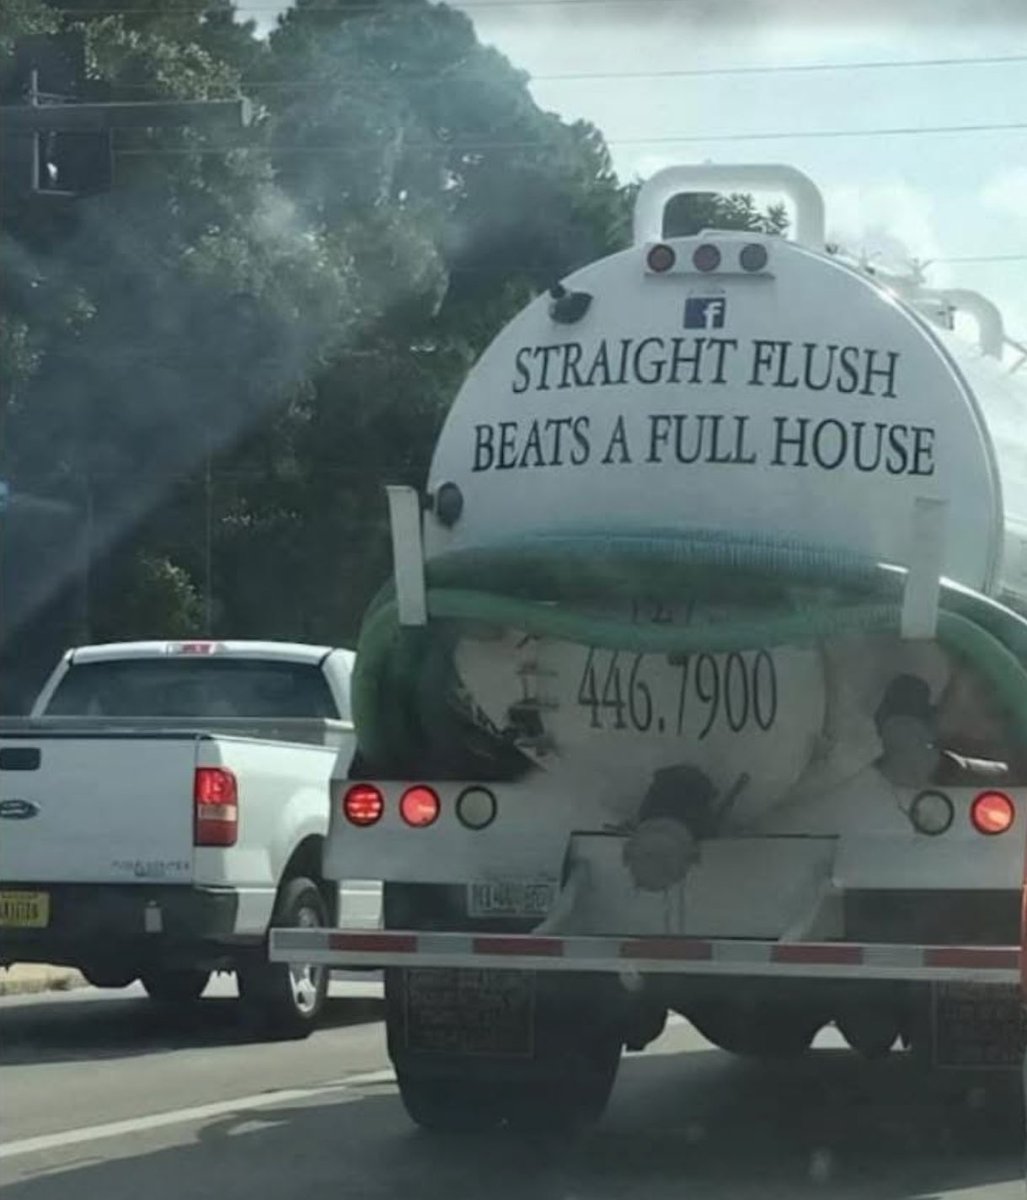 f
STRAIGHT FLUSH
BEATS A FULL HOUSE
446.7900